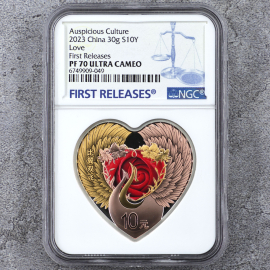 Auspicious Culture
2023 China 30g S10Y
Love
First Releases
PF 70 ULTRA CAMEO
6749909-049
FIRST RELEASES
NGC
10元